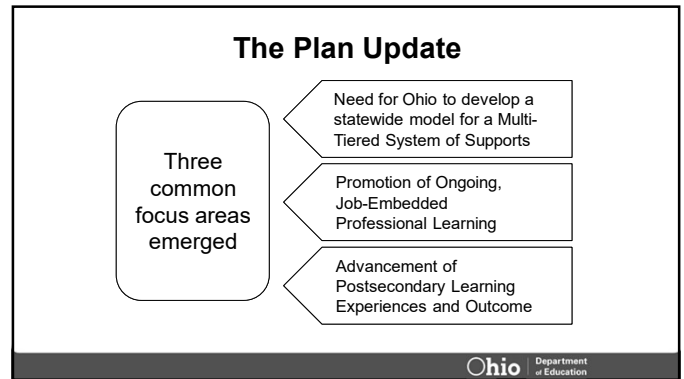 The Plan Update
Three
common
focus areas
emerged
Need for Ohio to develop a
statewide model for a Multi-
Tiered System of Supports
Promotion of Ongoing,
Job-Embedded
Professional Learning
Advancement of
Postsecondary Learning
Experiences and Outcome
Ohio Department
of Education